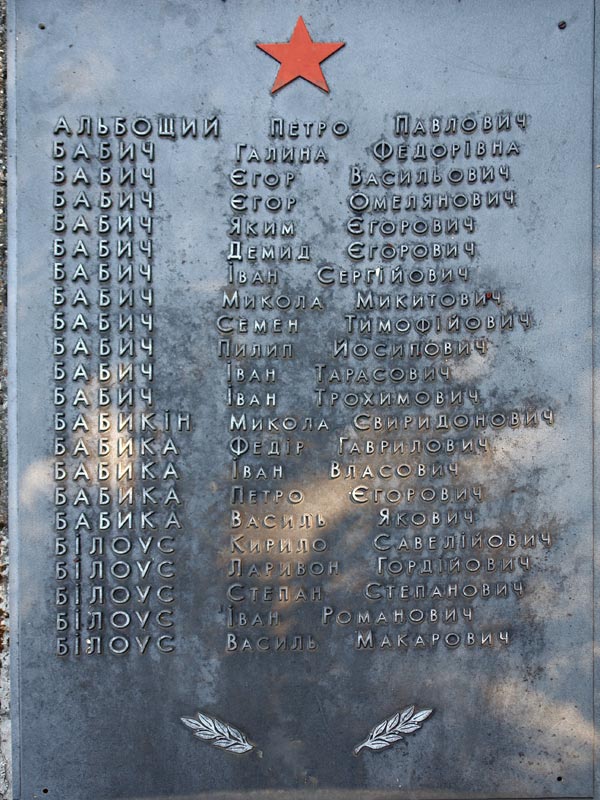 АЛЬБОЩИЙ ПЕТРО ПАВЛОВИЧ
БАБИЧ ГАЛИНА ФЕДОРІВНА
БАБИЧ ЄГОР ВАСИЛЬОВИЧ
БАБИЧ ЄГОР ОМЕЛЯНОВИЧ
БАБИЧ ЯКИМ ЄГОРОВИЧ
БАБИЧ ДЕМИД ЄГОРОВИЧ
БАБИЧ ІВАН СЕРГІЙОВИЧ
БАБИЧ МИКОЛА МИКИТОВИЧ
БАБИЧ СЕМЕН ТИМОФІЙОВИЧ
БАБИЧ ПИЛИП ЙОСИПОВИЧ
БАБИЧ ІВАН ТАРАСОВИЧ
БАБИЧ ІВАН ТРОХИМОВИЧ
БАБИКІН МИКОЛА СВИРИДОНОВИЧ
БАБИКА ФЕДІР ГАВРИЛОВИЧ
БАБИКА ІВАН ВЛАСОВИЧ
БАБИКА ПЕТРО ЄГОРОВИЧ
БАБИКА ВАСИЛЬ ЯКОВИЧ
БІЛОУС КИРИЛО САВЕЛІЙОВИЧ
БІЛОУС ЛАРИВОН ГОРДІЙОВИЧ
БІЛОУС СТЕПАН СТЕПАНОВИЧ
БІЛОУС ІВАН РОМАНОВИЧ
БІЛОУС ВАСИЛЬ МАКАРОВИЧ